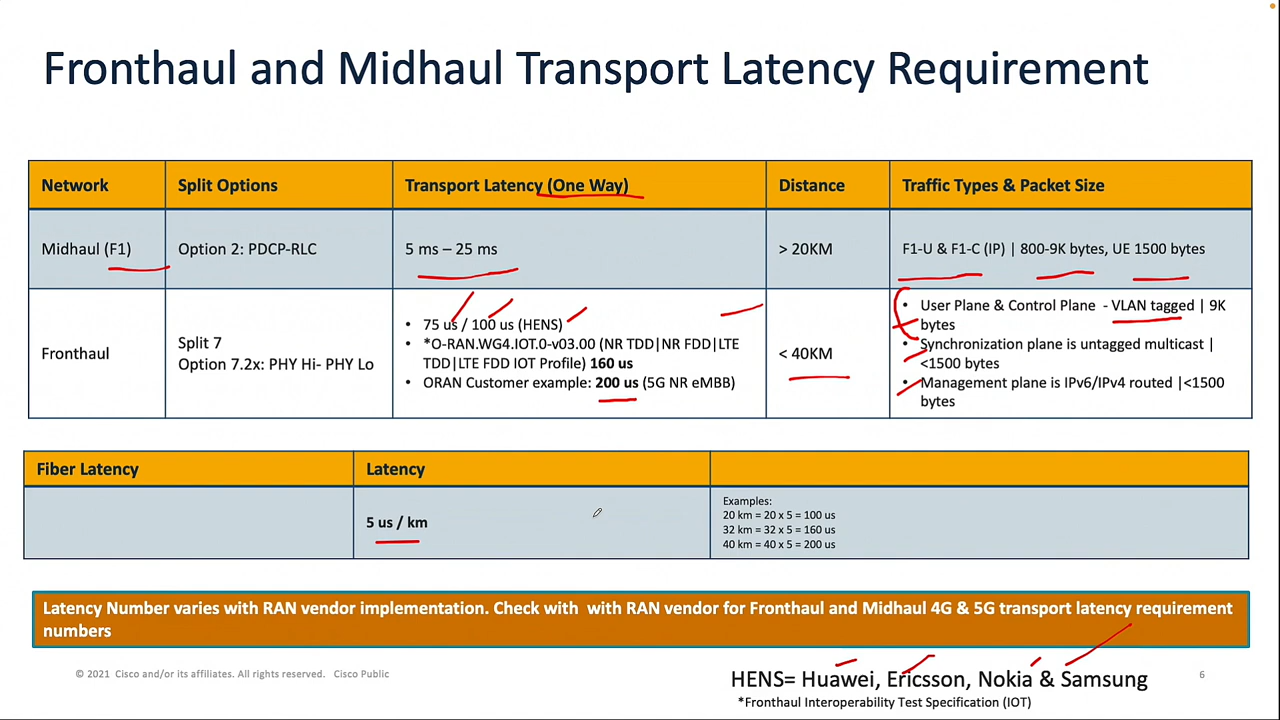 Fronthaul and Midhaul Transport Latency Requirement
Network
Split Options
Transport Latency (One Way)
Distance
Traffic Types & Packet Size
Midhaul (F1)
Option 2: PDCP-RLC
5 ms – 25 ms
> 20KM
F1-U & F1-C (IP) | 800-9K bytes, UE 1500 bytes
Fronthaul
Split 7
Option 7.2x: PHY Hi- PHY Lo
• 75 us / 100 us (HENS)
• *O-RAN.WG4.IOT.0-v03.00 (NR TDD|NR FDD|LTE
TDD|LTE FDD IOT Profile) 160 us
• ORAN Customer example: 200 us (5G NR eMBB)
< 40KM
• User Plane & Control Plane - VLAN tagged | 9K
bytes
• Synchronization plane is untagged multicast |
<1500 bytes
• Management plane is IPv6/IPv4 routed |<1500
bytes
Fiber Latency
Latency
5 us / km
Examples:
20 km = 20 x 5 = 100 us
32 km = 32 x 5 = 160 us
40 km = 40 x 5 = 200 us
Latency Number varies with RAN vendor implementation. Check with with RAN vendor for Fronthaul and Midhaul 4G & 5G transport latency requirement
numbers
© 2021 Cisco and/or its affiliates. All rights reserved. Cisco Public
HENS= Huawei, Ericsson, Nokia & Samsung
*Fronthaul Interoperability Test Specification (IOT)
6